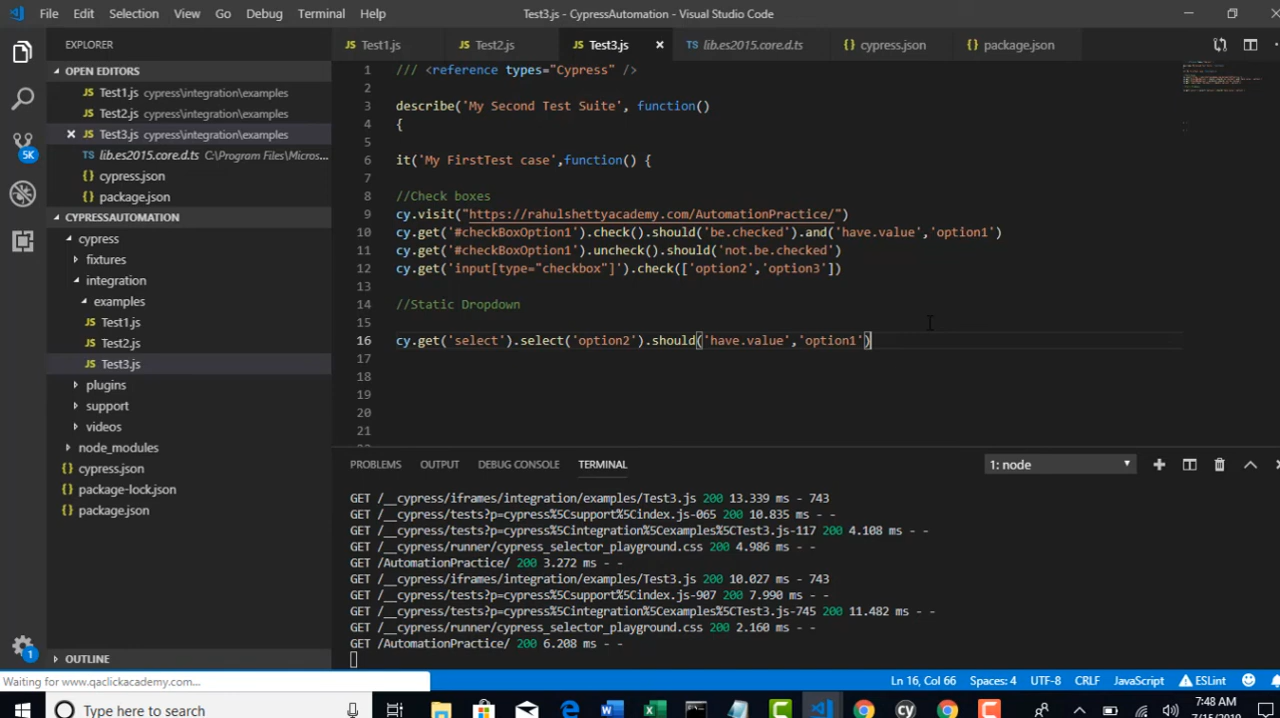 File Edit Selection View Go Debug Terminal Help Test3.js - CypressAutomation - Visual Studio Code
EXPLORER
OPEN EDITORS
Test1.js cypress\integration\examples
Test2.js cypress\integration\examples
Test3.js cypress\integration\examples
TS lib.es2015.core.d.ts C:\Program Files\Micros...
cypress.json
package.json
5K
CYPRESSAUTOMATION
cypress
fixtures
integration
examples
JS Test1.js
JS Test2.js
JS Test3.js
plugins
support
videos
node_modules
{} cypress.json
{} package-lock.json
{} package.json
OUTLINE
1
JS Test1.js JS Test2.js JS Test3.js TS lib.es2015.core.d.ts {} cypress.json {} package.json
1 /// <reference types="Cypress" />
2
3 describe('My Second Test Suite', function()
4 {
5
6 it('My FirstTest case',function() {
7
8 //Check boxes
9 cy.visit("https://rahulshettyacademy.com/AutomationPractice/")
10 cy.get('#checkBoxOption1').check().should('be.checked').and('have.value','option1')
11 cy.get('#checkBoxOption1').uncheck().should('not.be.checked')
12 cy.get('input[type="checkbox"]').check(['option2','option3'])
13
14 //Static Dropdown
15
16 cy.get('select').select('option2').should('have.value','option1')
17
18
19
20
21
PROBLEMS OUTPUT DEBUG CONSOLE TERMINAL 1: node
GET /__cypress/iframes/integration/examples/Test3.js 200 13.339 ms - 743
GET /__cypress/tests?p=cypress%5Csupport%5Cindex.js-065 200 10.835 ms - -
GET /__cypress/tests?p=cypress%5Cintegration%5Cexamples%5CTest3.js-117 200 4.108 ms - -
GET /__cypress/runner/cypress_selector_playground.css 200 4.986 ms - -
GET /AutomationPractice/ 200 3.272 ms - -
GET /__cypress/iframes/integration/examples/Test3.js 200 10.027 ms - 743
GET /__cypress/tests?p=cypress%5Csupport%5Cindex.js-907 200 7.990 ms - -
GET /__cypress/tests?p=cypress%5Cintegration%5Cexamples%5CTest3.js-745 200 11.482 ms - -
GET /__cypress/runner/cypress_selector_playground.css 200 2.160 ms - -
GET /AutomationPractice/ 200 6.208 ms - -
Waiting for www.qaclickacademy.com... Ln 16, Col 66 Spaces: 4 UTF-8 CRLF JavaScript ESLint
Type here to search
cy
7:48 AM